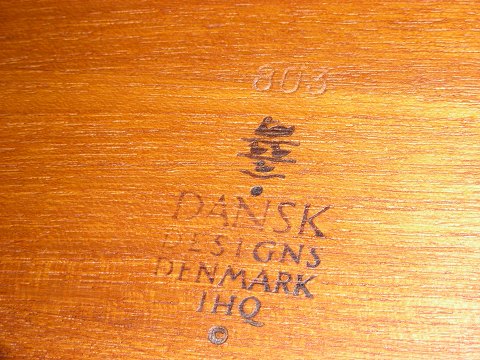 803
DANSK
DESIGNS
DENMARK
IHQ
©